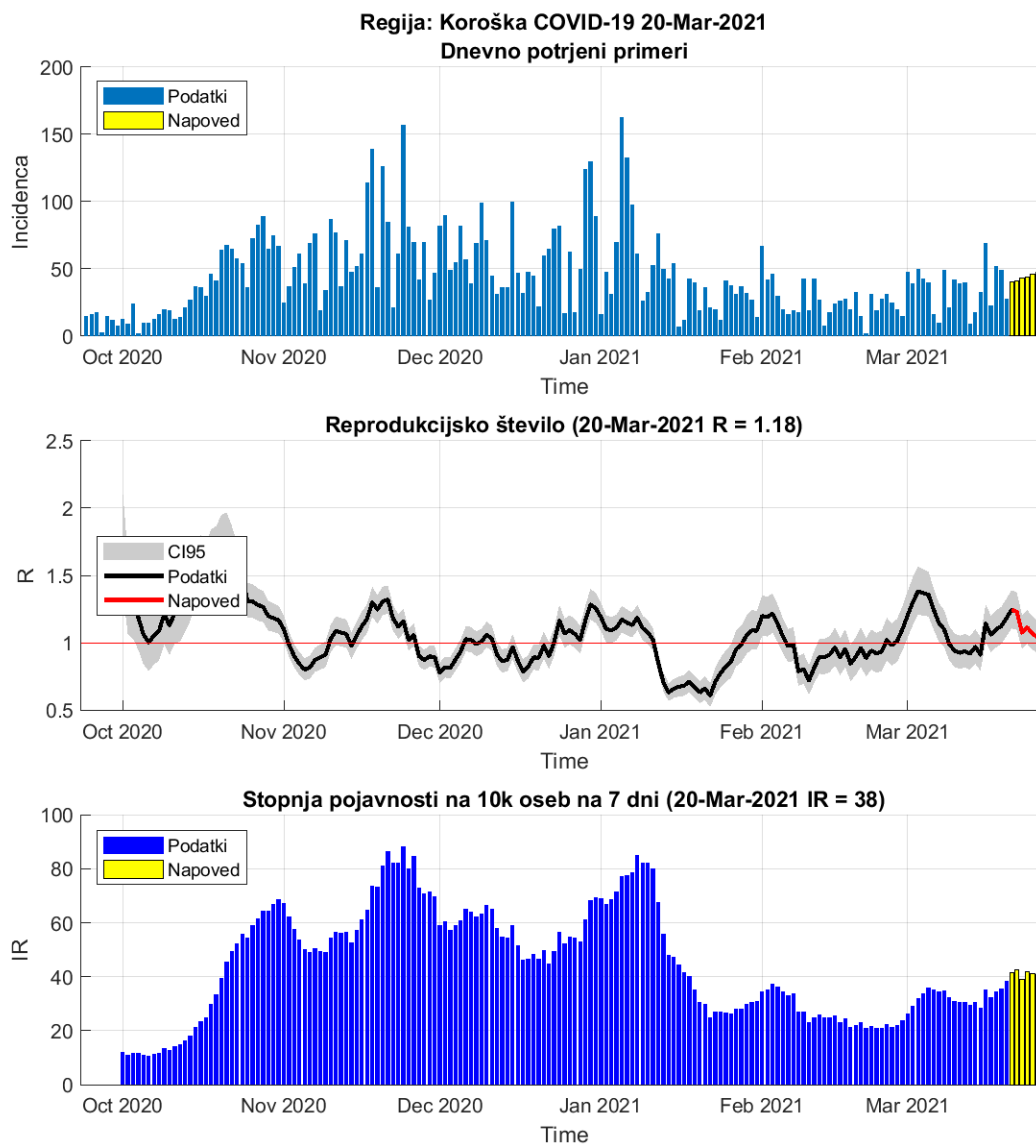 Regija: Koroška COVID-19 20-Mar-2021
Dnevno potrjeni primeri
200
150
100
50
0
Incidenca
Podatki
Napoved
Oct 2020 Nov 2020 Dec 2020 Jan 2021 Feb 2021 Mar 2021
Time
Reprodukcijsko število (20-Mar-2021 R = 1.18)
2.5
2
1.5
1
0.5
R
CI95
Podatki
Napoved
Oct 2020 Nov 2020 Dec 2020 Jan 2021 Feb 2021 Mar 2021
Time
Stopnja pojavnosti na 10k oseb na 7 dni (20-Mar-2021 IR = 38)
100
80
60
40
20
0
IR
Podatki
Napoved
Oct 2020 Nov 2020 Dec 2020 Jan 2021 Feb 2021 Mar 2021
Time